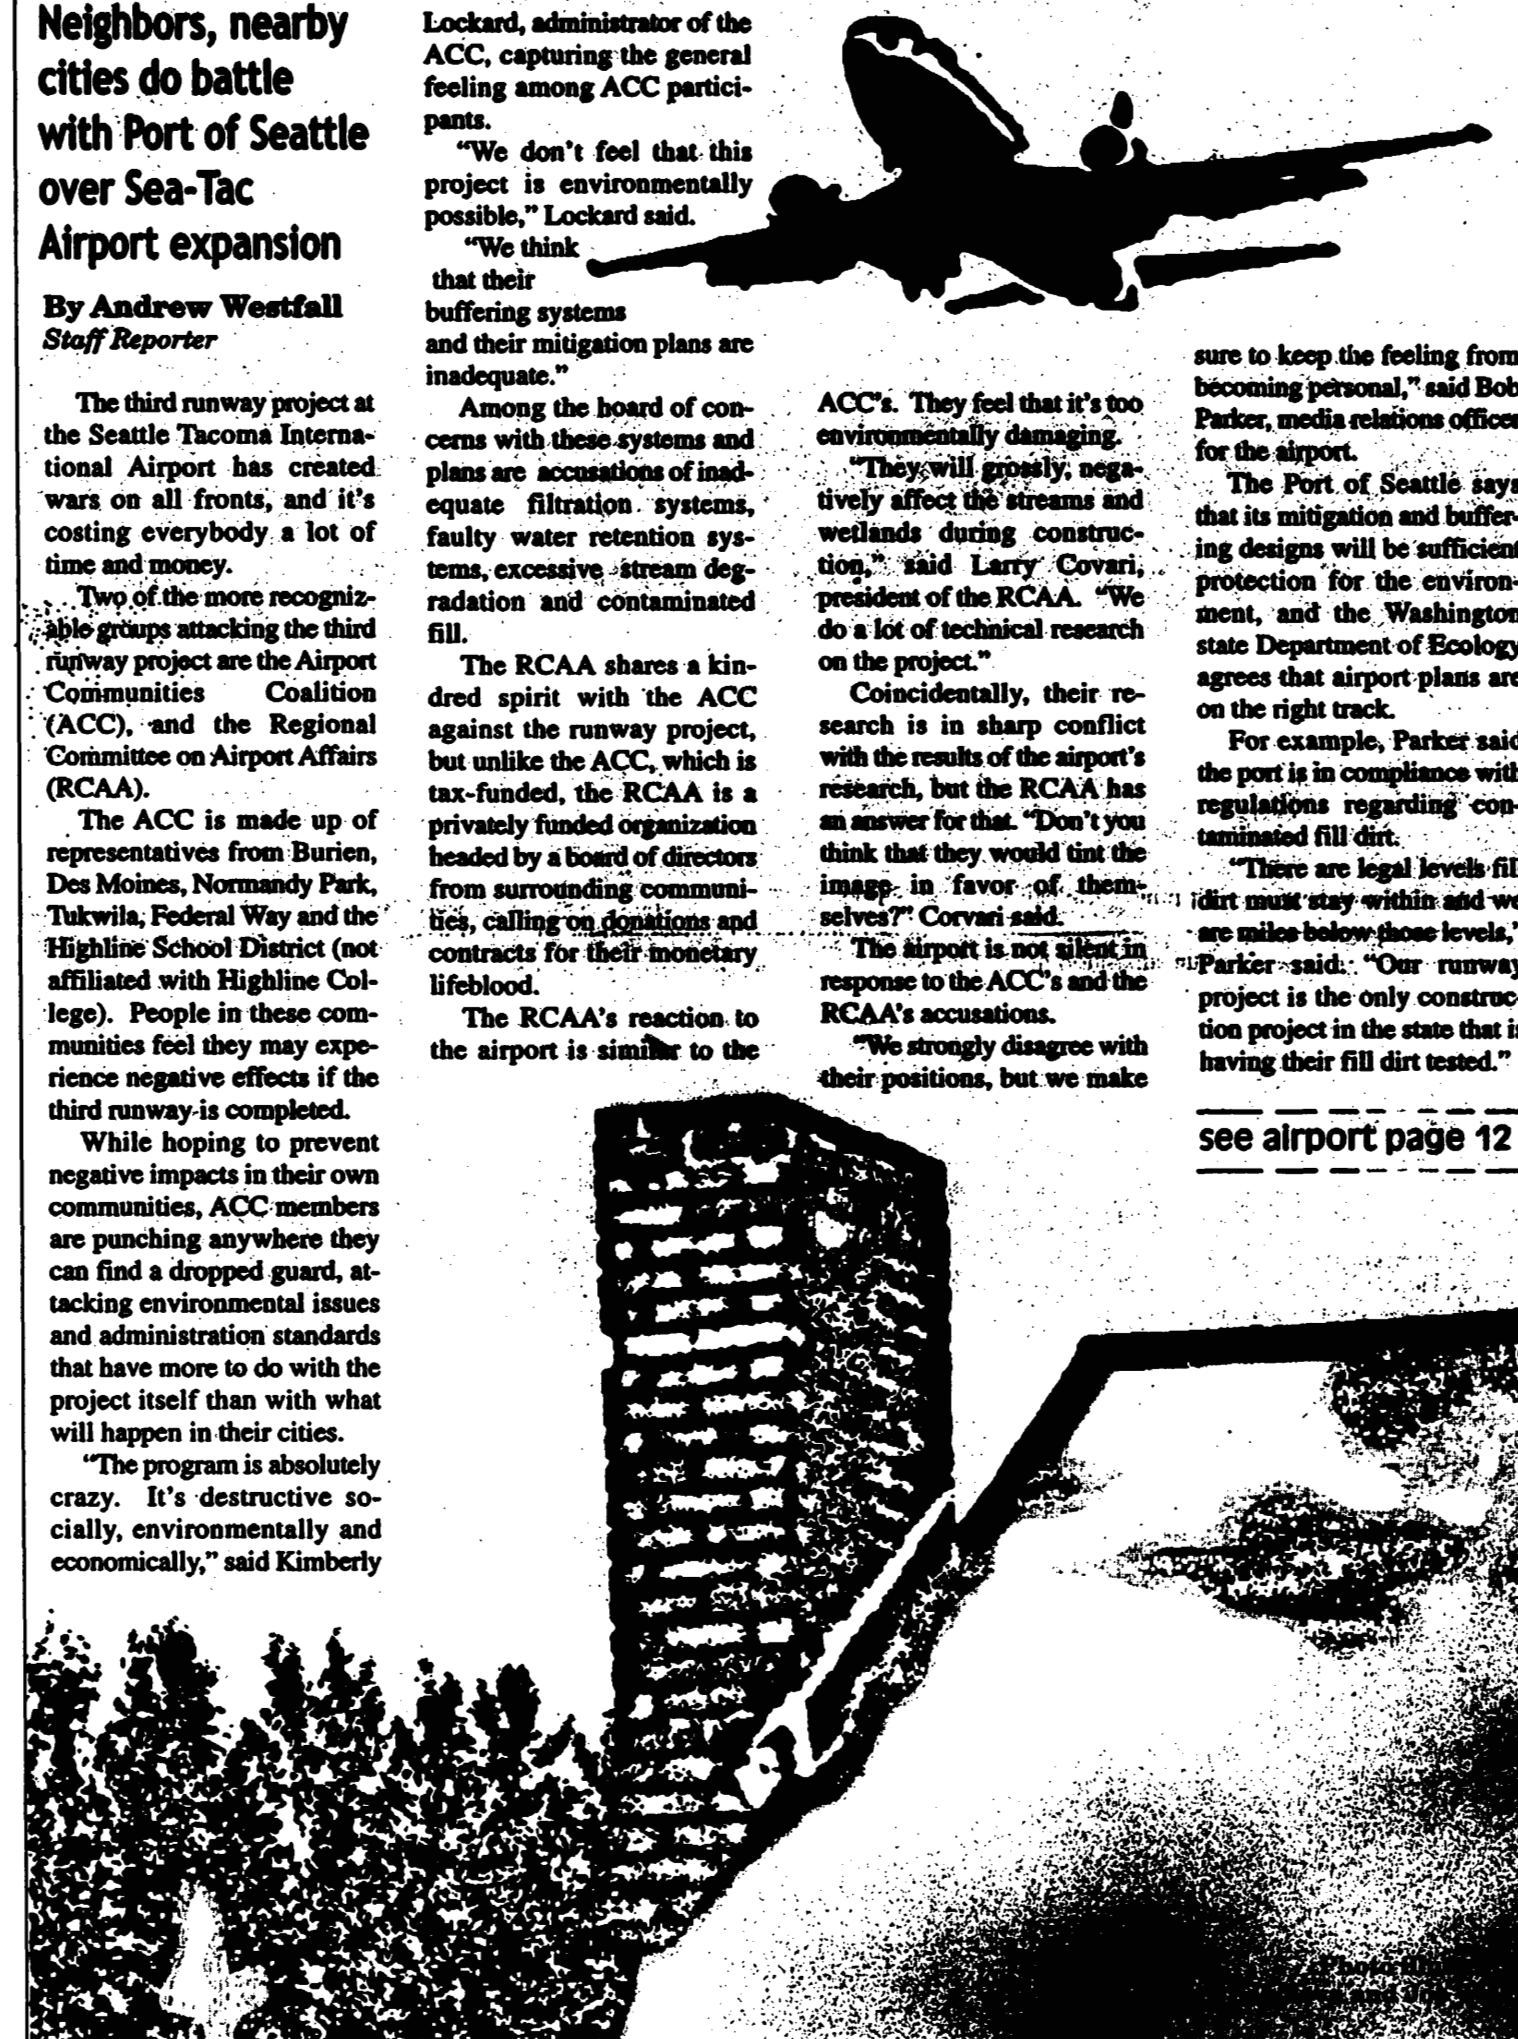 Neighbors, nearby
cities do battle
with Port of Seattle
over Sea-Tac
Airport expansion
By Andrew Westfall
Staff Reporter
The third runway project at
the Seattle Tacoma Interna-
tional Airport has created
wars on all fronts, and it's
costing everybody a lot of
time and money.
Two of the more recogniz-
able groups attacking the third
runway project are the Airport
Communities Coalition
(ACC), and the Regional
Committee on Airport Affairs
(RCAA).
The ACC is made up of
representatives from Burien,
Des Moines, Normandy Park,
Tukwila, Federal Way and the
Highline School District (not
affiliated with Highline Col-
lege). People in these com-
munities feel they may expe-
rience negative effects if the
third runway is completed.
While hoping to prevent
negative impacts in their own
communities, ACC members
are punching anywhere they
can find a dropped guard, at-
tacking environmental issues
and administration standards
that have more to do with the
project itself than with what
will happen in their cities.
"The program is absolutely
crazy. It's destructive so-
cially, environmentally and
economically," said Kimberly
Lockard, administrator of the
ACC, capturing the general
feeling among ACC partici-
pants.
"We don't feel that this
project is environmentally
possible," Lockard said.
"We think
that their
buffering systems
and their mitigation plans are
inadequate."
Among the hoard of con-
cerns with these systems and
plans are accusations of inad-
equate filtration systems,
faulty water retention sys-
tems, excessive stream deg-
radation and contaminated
fill.
The RCAA shares a kin-
dred spirit with the ACC
against the runway project,
but unlike the ACC, which is
tax-funded, the RCAA is a
privately funded organization
headed by a board of directors
from surrounding communi-
ties, calling on donations and
contracts for their monetary
lifeblood.
The RCAA's reaction to
the airport is similar to the
ACC's. They feel that it's too
environmentally damaging.
"They will grossly, nega-
tively affect the streams and
wetlands during construc-
tion," said Larry Covari,
president of the RCAA. "We
do a lot of technical research
on the project."
Coincidentally, their re-
search is in sharp conflict
with the results of the airport's
research, but the RCAA has
an answer for that. "Don't you
think that they would tint the
image in favor of them-
selves?" Corvari said.
The airport is not silent in
response to the ACC's and the
RCAA's accusations.
"We strongly disagree with
their positions, but we make
sure to keep the feeling from
becoming personal," said Bob
Parker, media relations officer
for the airport.
The Port of Seattle says
that its mitigation and buffer-
ing designs will be sufficient
protection for the environ-
ment, and the Washington
state Department of Ecology
agrees that airport plans are
on the right track.
For example, Parker said
the port is in compliance with
regulations regarding con-
taminated fill dirt.
"There are legal levels fill
dirt must stay within and we
are miles below those levels,"
Parker said. "Our runway
project is the only construc-
tion project in the state that is
having their fill dirt tested."
see airport page 12
Photo
and